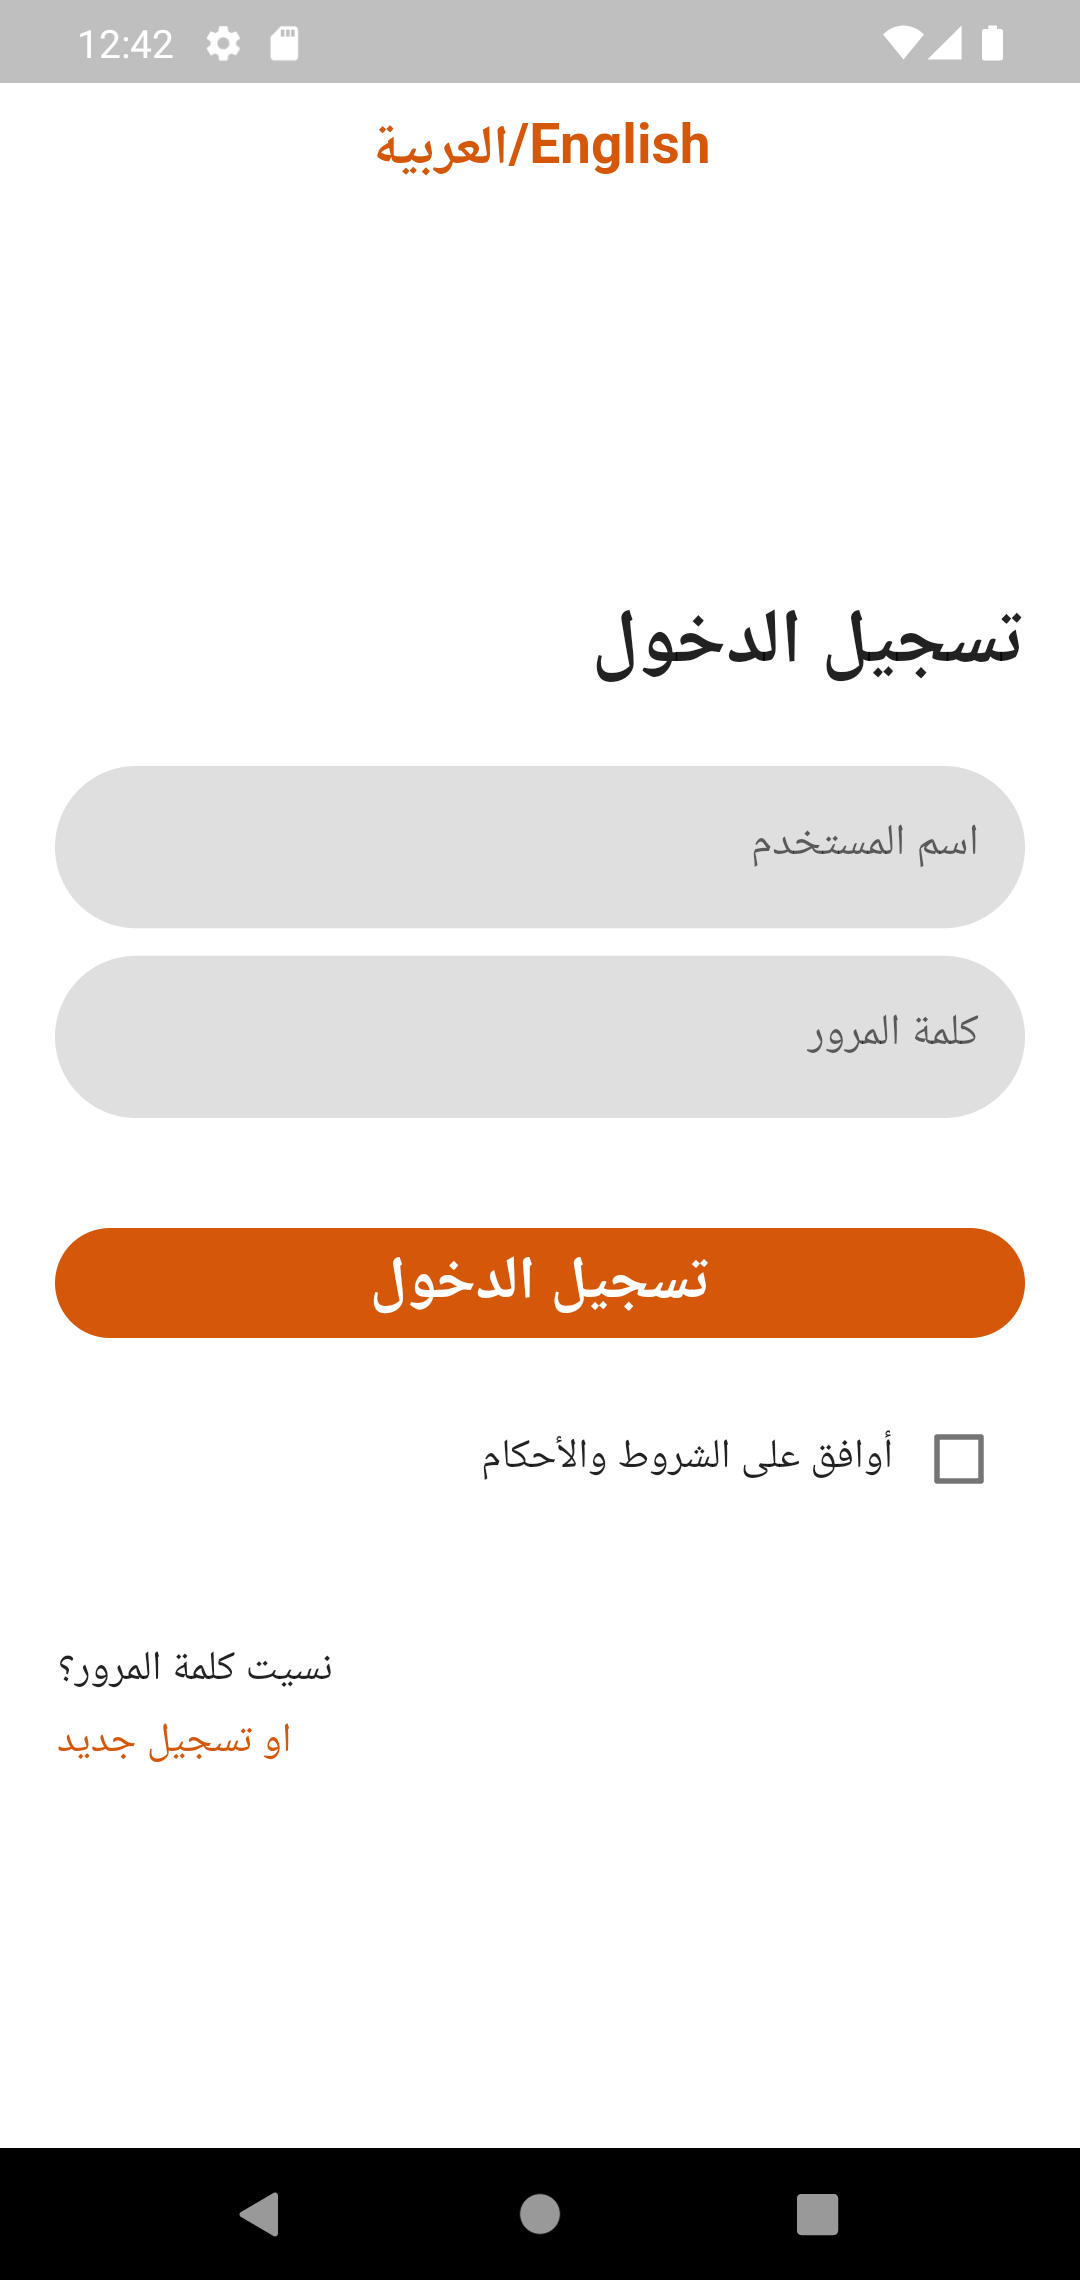 12:42
العربية/English
تسجيل الدخول
اسم المستخدم
كلمة المرور
تسجيل الدخول
أوافق على الشروط والأحكام
نسيت كلمة المرور؟
او تسجيل جديد